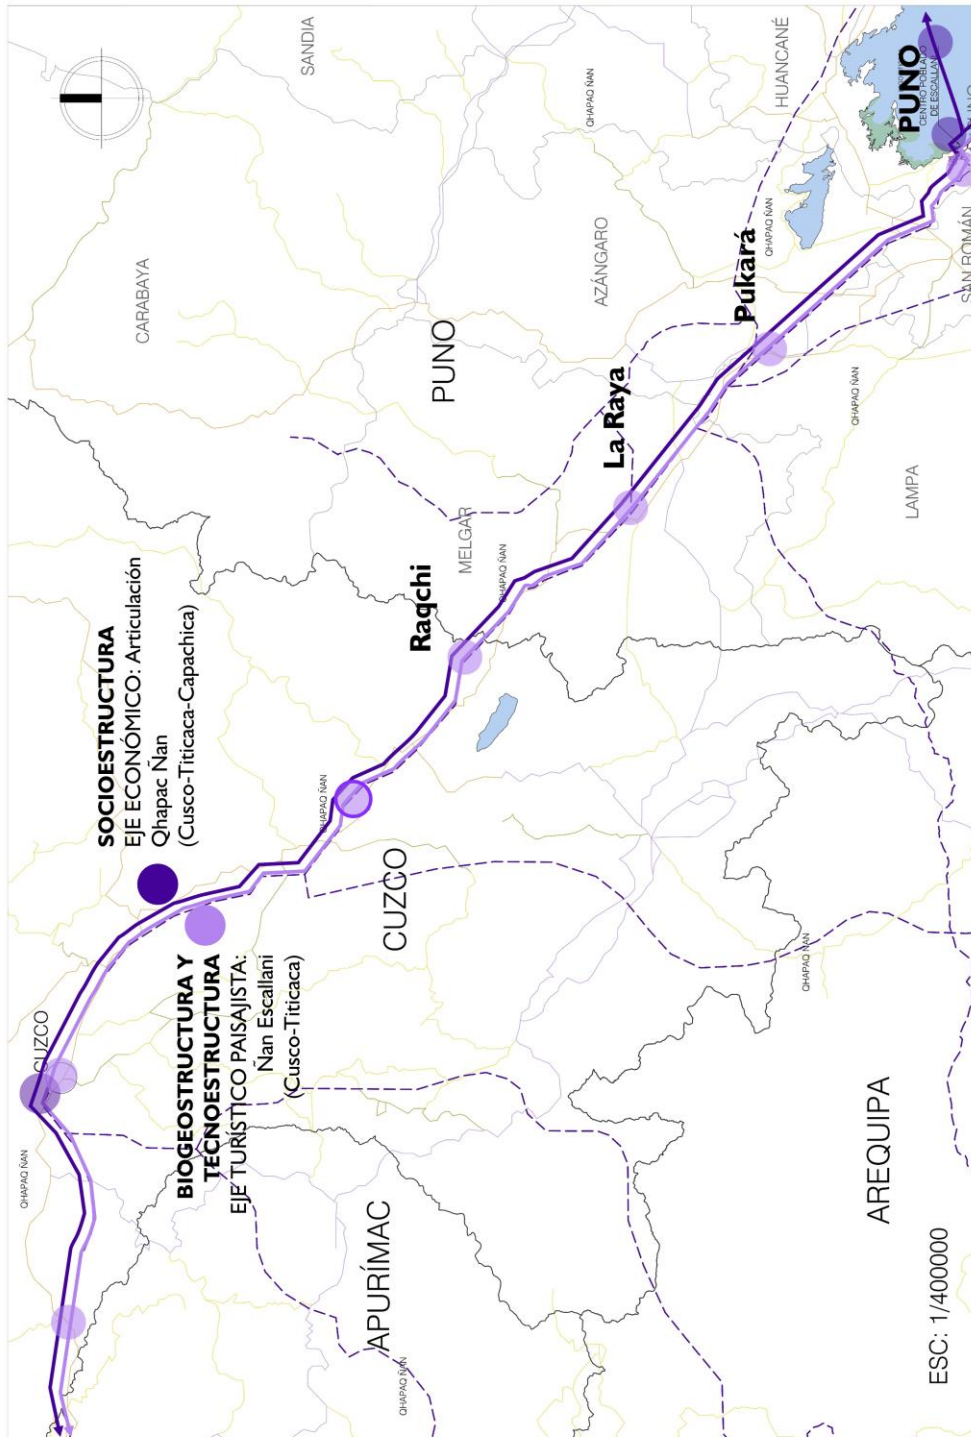 QHAPAQ ÑAN
CUZCO
SOCIOESTRUCTURA
EJE ECONÓMICO: Articulación
Qhapac Ñan
(Cusco-Titicaca-Capachica)
CARABAYA
BIOGEOSTRUCTURA Y
TECNOESTRUCTURA
EJE TURÍSTICO PAISAJISTA:
Ñan Escallani
(Cusco-Titicaca)
SANDIA
QHAPAQ ÑAN
APURÍMAC
CUZCO
QHAPAQ ÑAN
Raqchi
PUNO
MELGAR
QHAPAQ ÑAN
QHAPAQ ÑAN
AZÁNGARO
La Raya
Pukará
QHAPAQ ÑAN
HUANCANÉ
QHAPAQ ÑAN
QHAPAQ ÑAN
AREQUIPA
PUNO
LAMPA
CENTRO POBLADO
DE ESCALLANI
ESC: 1/400000
SAN ROMÁN